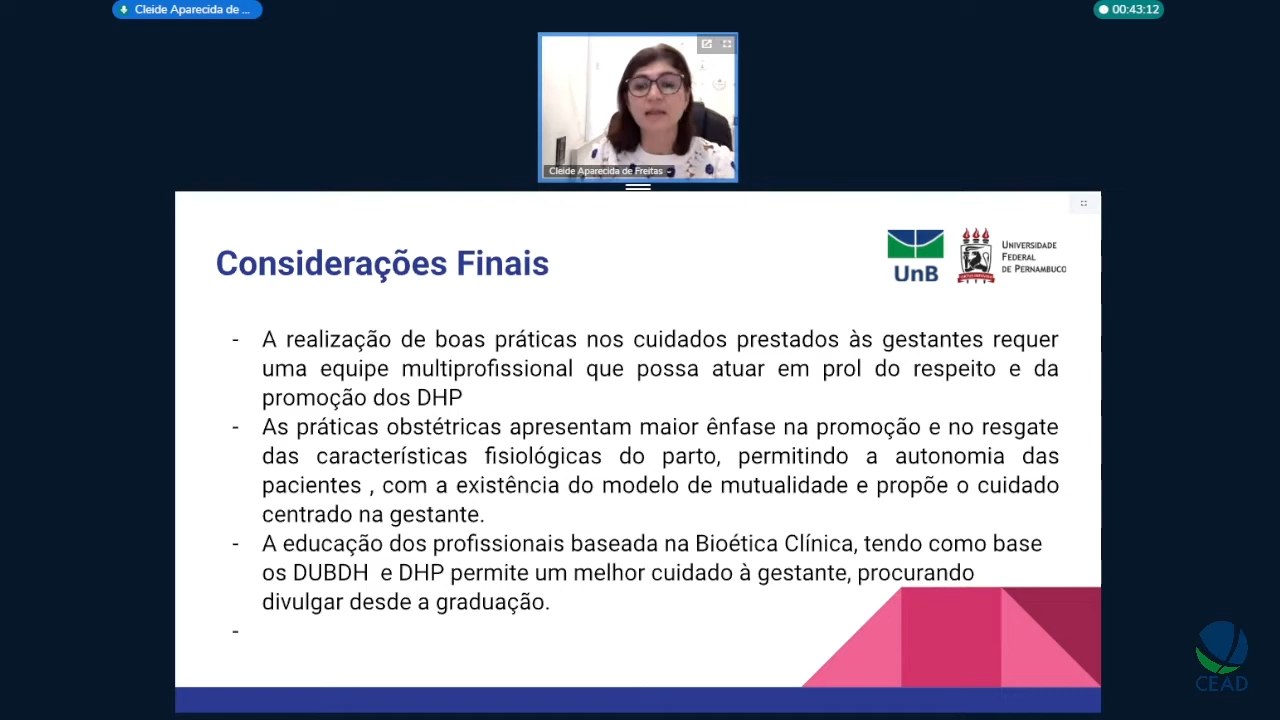 Cleide Aparecida de ...
00:43:12
Cleide Aparecida de Freitas
Considerações Finais
UnB
UNIVERSIDADE
FEDERAL
DE PERNAMBUCO
- A realização de boas práticas nos cuidados prestados às gestantes requer
uma equipe multiprofissional que possa atuar em prol do respeito e da
promoção dos DHP
- As práticas obstétricas apresentam maior ênfase na promoção e no resgate
das características fisiológicas do parto, permitindo a autonomia das
pacientes , com a existência do modelo de mutualidade e propõe o cuidado
centrado na gestante.
- A educação dos profissionais baseada na Bioética Clínica, tendo como base
os DUBDH e DHP permite um melhor cuidado à gestante, procurando
divulgar desde a graduação.
-
CEAD